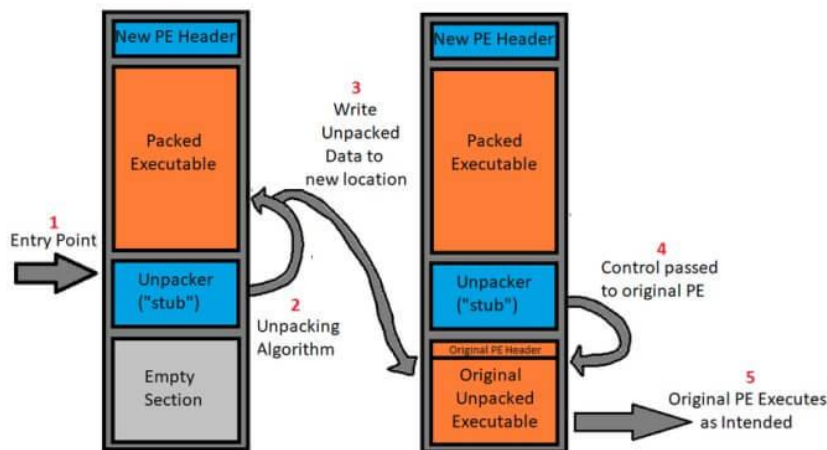 New PE Header
Packed
Executable
1
Entry Point
Unpacker
("stub")
Empty
Section
2
Unpacking
Algorithm
3
Write
Unpacked
Data to
new location
New PE Header
Packed
Executable
Unpacker
("stub")
Original PE Header
Original
Unpacked
Executable
4
Control passed
to original PE
5
Original PE Executes
as Intended